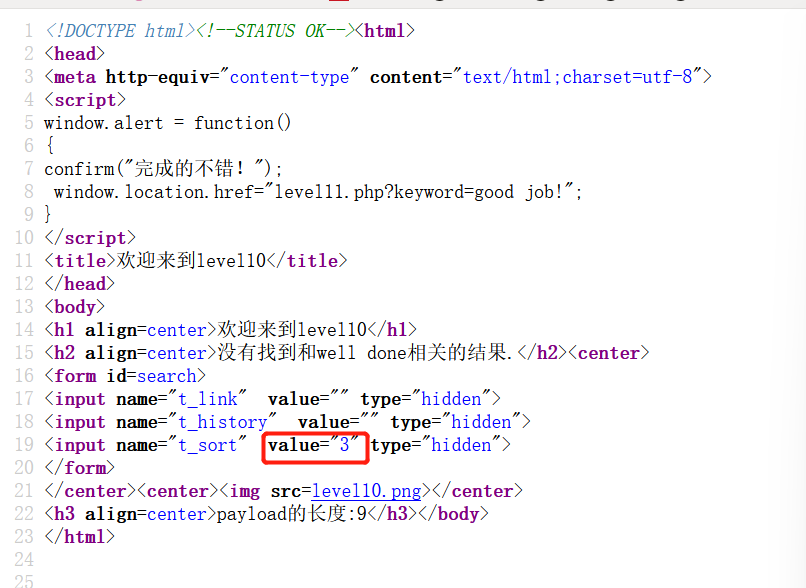 1 <!DOCTYPE html><!--STATUS OK--><html>
2 <head>
3 <meta http-equiv="content-type" content="text/html;charset=utf-8">
4 <script>
5 window.alert = function()
6 {
7 confirm("完成的不错！");
8 window.location.href="level11.php?keyword=good job!";
9 }
10 </script>
11 <title>欢迎来到level10</title>
12 </head>
13 <body>
14 <h1 align=center>欢迎来到level10</h1>
15 <h2 align=center>没有找到和well done相关的结果.</h2><center>
16 <form id=search>
17 <input name="t_link"  value="" type="hidden">
18 <input name="t_history"  value="" type="hidden">
19 <input name="t_sort"  value="3" type="hidden">
20 </form>
21 </center><center><img src=level10.png></center>
22 <h3 align=center>payload的长度:9</h3></body>
23 </html>
24
25